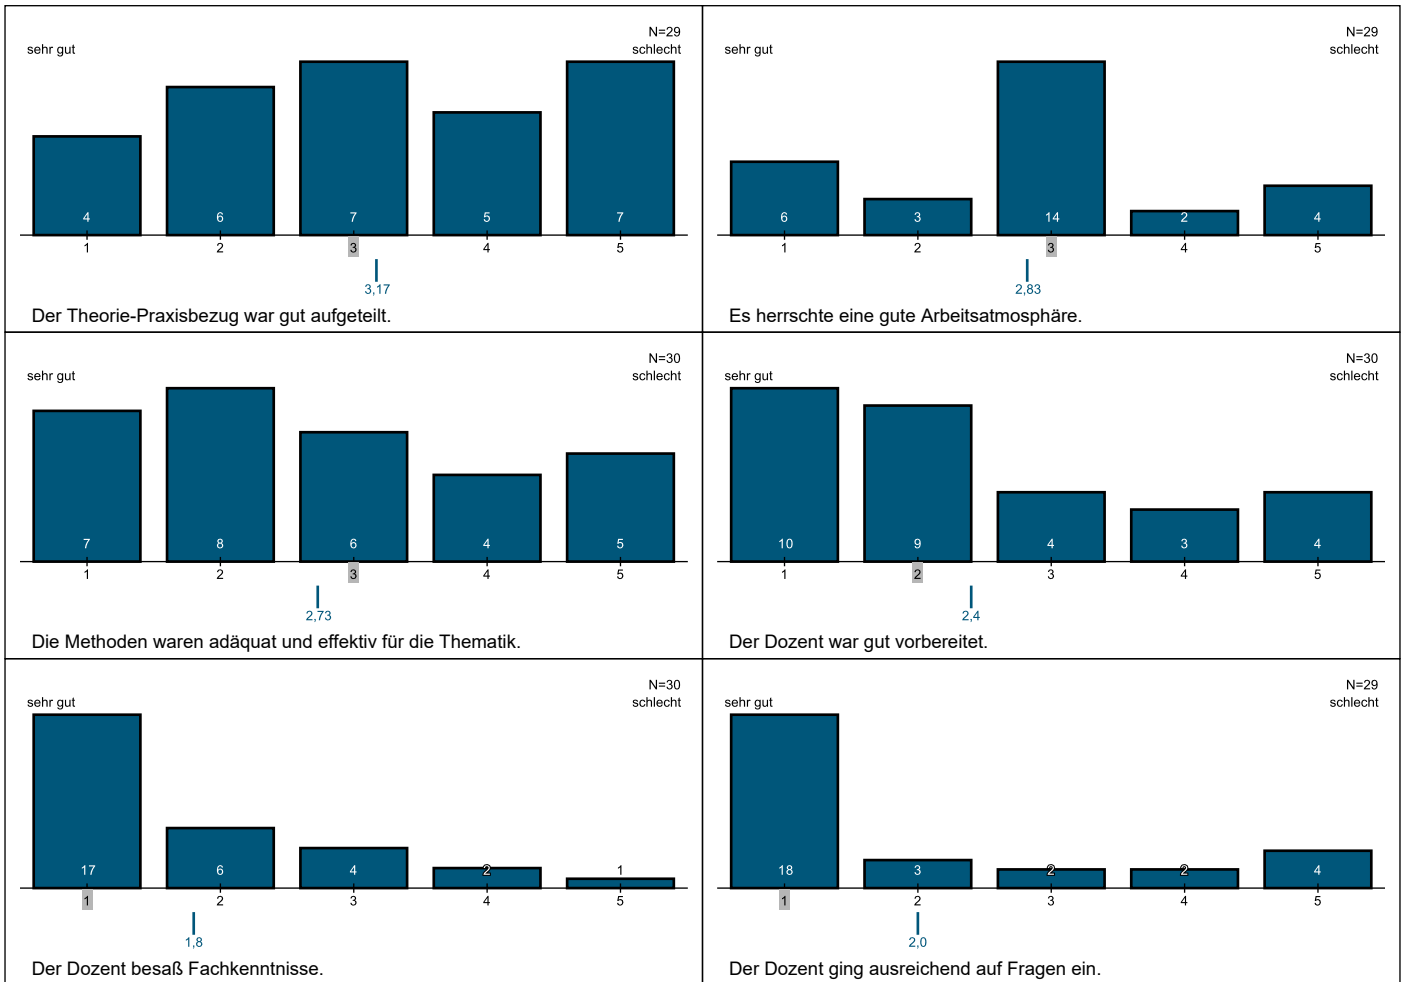 N=29
sehr gut schlecht
4 6 7 5 7
1 2 3 4 5
3,17
Der Theorie-Praxisbezug war gut aufgeteilt.
N=29
sehr gut schlecht
6 3 14 2 4
1 2 3 4 5
2,83
Es herrschte eine gute Arbeitsatmosphäre.
N=30
sehr gut schlecht
7 8 6 4 5
1 2 3 4 5
2,73
Die Methoden waren adäquat und effektiv für die Thematik.
N=30
sehr gut schlecht
10 9 4 3 4
1 2 3 4 5
2,4
Der Dozent war gut vorbereitet.
N=30
sehr gut schlecht
17 6 4 2 1
1 2 3 4 5
1,8
Der Dozent besaß Fachkenntnisse.
N=29
sehr gut schlecht
18 3 2 2 4
1 2 3 4 5
2,0
Der Dozent ging ausreichend auf Fragen ein.